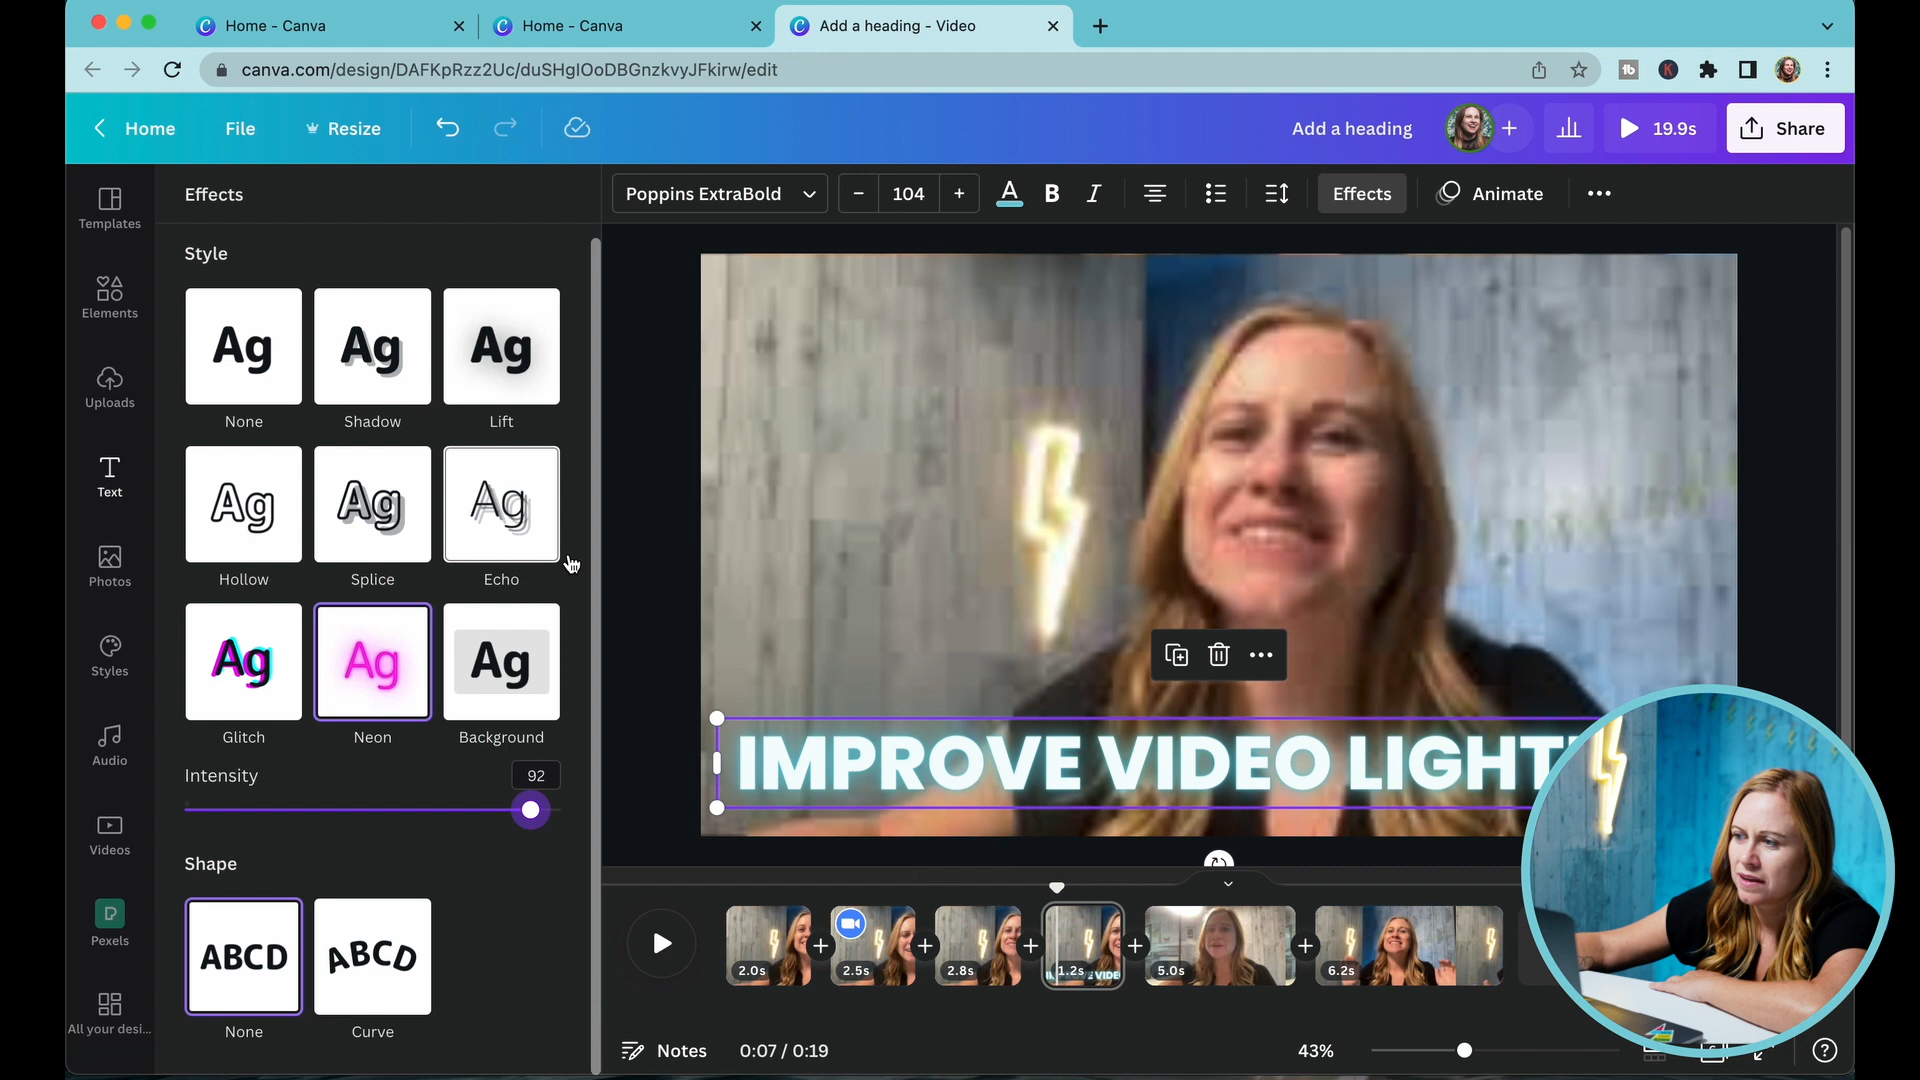 Home - Canva
Home - Canva
Add a heading - Video
canva.com/design/DAFKpRzz2Uc/duSHglOoDBGnzkvyJFkirw/edit
Home
File
Resize
Add a heading
19.9s
Share
Effects
Poppins ExtraBold
104
A
B
I
Effects
Animate
Templates
Elements
Uploads
Text
Photos
Styles
Audio
Videos
Pexels
All your desi...
Style
Ag
Ag
Ag
None
Shadow
Lift
Ag
Ag
Ag
Hollow
Splice
Echo
Ag
Ag
Ag
Glitch
Neon
Background
Intensity
92
Shape
ABCD
ABCD
None
Curve
IMPROVE VIDEO LIGHT
2.0s
2.5s
2.8s
1.2s
5.0s
6.2s
Notes
0:07 / 0:19
43%